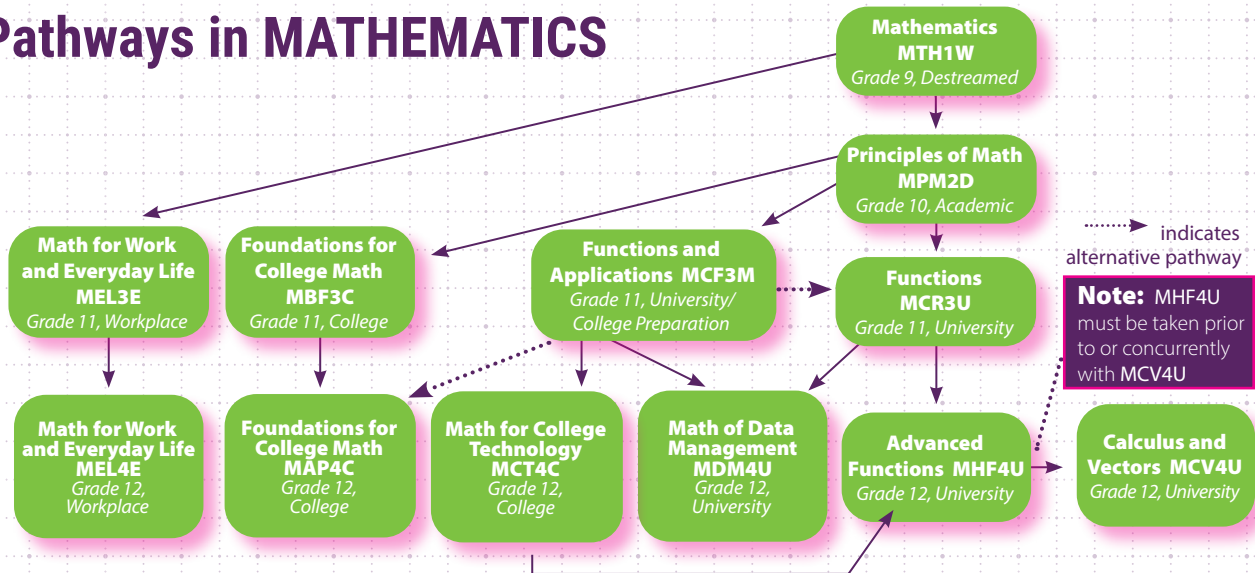 Pathways in MATHEMATICS
Mathematics
MTH1W
Grade 9, Destreamed
Principles of Math
MPM2D
Grade 10, Academic
Math for Work
and Everyday Life
MEL3E
Grade 11, Workplace
Foundations for
College Math
MBF3C
Grade 11, College
Functions and
Applications MCF3M
Grade 11, University/
College Preparation
Functions
MCR3U
Grade 11, University
indicates
alternative pathway
Note: MHF4U
must be taken prior
to or concurrently
with MCV4U
Math for Work
and Everyday Life
MEL4E
Grade 12,
Workplace
Foundations for
College Math
MAP4C
Grade 12,
College
Math for College
Technology
MCT4C
Grade 12,
College
Math of Data
Management
MDM4U
Grade 12,
University
Advanced
Functions MHF4U
Grade 12, University
Calculus and
Vectors MCV4U
Grade 12, University